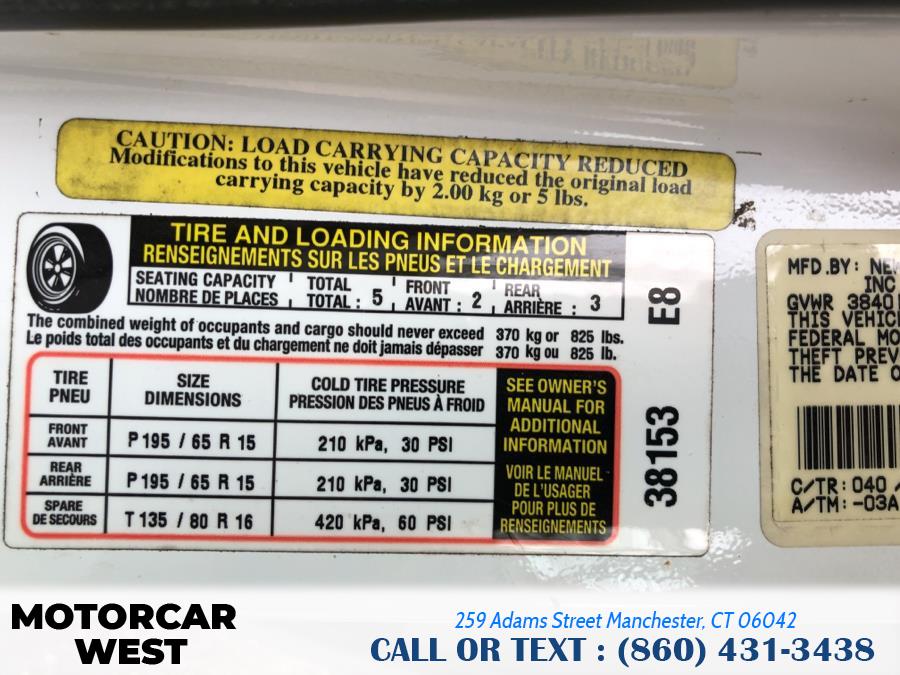 CAUTION: LOAD CARRYING CAPACITY REDUCED
Modifications to this vehicle have reduced the original load
carrying capacity by 2.00 kg or 5 lbs.
TIRE AND LOADING INFORMATION
RENSEIGNEMENTS SUR LES PNEUS ET LE CHARGEMENT
SEATING CAPACITY TOTAL FRONT REAR
NOMBRE DE PLACES TOTAL : 5 AVANT : 2 ARRIÈRE : 3
The combined weight of occupants and cargo should never exceed 370 kg or 825 lbs.
Le poids total des occupants et du chargement ne doit jamais dépasser 370 kg ou 825 lb.
TIRE SIZE COLD TIRE PRESSURE
PNEU DIMENSIONS PRESSION DES PNEUS À FROID
FRONT
AVANT P195 / 65 R 15 210 kPa, 30 PSI
REAR
ARRIÈRE P195 / 65 R 15 210 kPa, 30 PSI
SPARE
DE SECOURS T135 / 80 R 16 420 kPa, 60 PSI
SEE OWNER'S
MANUAL FOR
ADDITIONAL
INFORMATION
VOIR LE MANUEL
DE L'USAGER
POUR PLUS DE
RENSEIGNEMENTS
38153 E8
MFD.BY:
INC
GVWR 3840
THIS
FEDERAL
THEFT
THE DATE
C/TR: 040
A/TM: -03A
MOTORCAR
WEST
259 Adams Street Manchester, CT 06042
CALL OR TEXT : (860) 431-3438